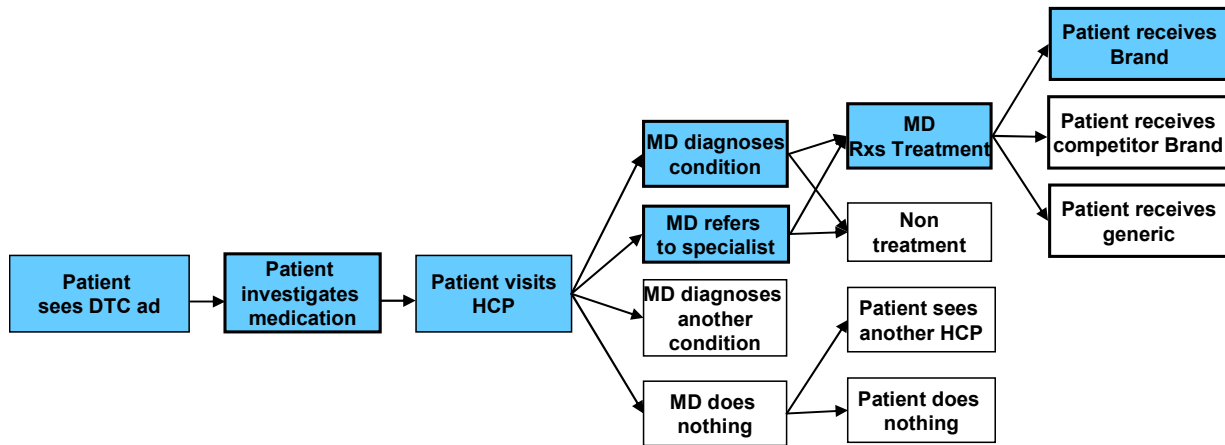 Patient
sees DTC ad
Patient
investigates
medication
Patient visits
HCP
MD diagnoses
condition
MD refers
to specialist
MD diagnoses
another
condition
MD does
nothing
MD
Rxs Treatment
Non
treatment
Patient sees
another HCP
Patient does
nothing
Patient receives
Brand
Patient receives
competitor Brand
Patient receives
generic